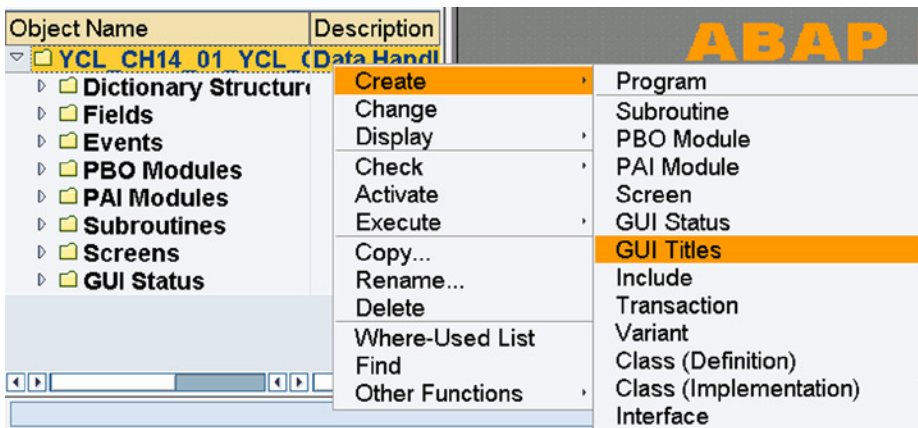 Object Name Description
YCL_CH14_01_YCL_( Data Handl
Dictionary Structur
Fields
Events
PBO Modules
PAI Modules
Subroutines
Screens
GUI Status
Create
Change
Display
Check
Activate
Execute
Copy...
Rename...
Delete
Where-Used List
Find
Other Functions
ABAP
Program
Subroutine
PBO Module
PAI Module
Screen
GUI Status
GUI Titles
Include
Transaction
Variant
Class (Definition)
Class (Implementation)
Interface